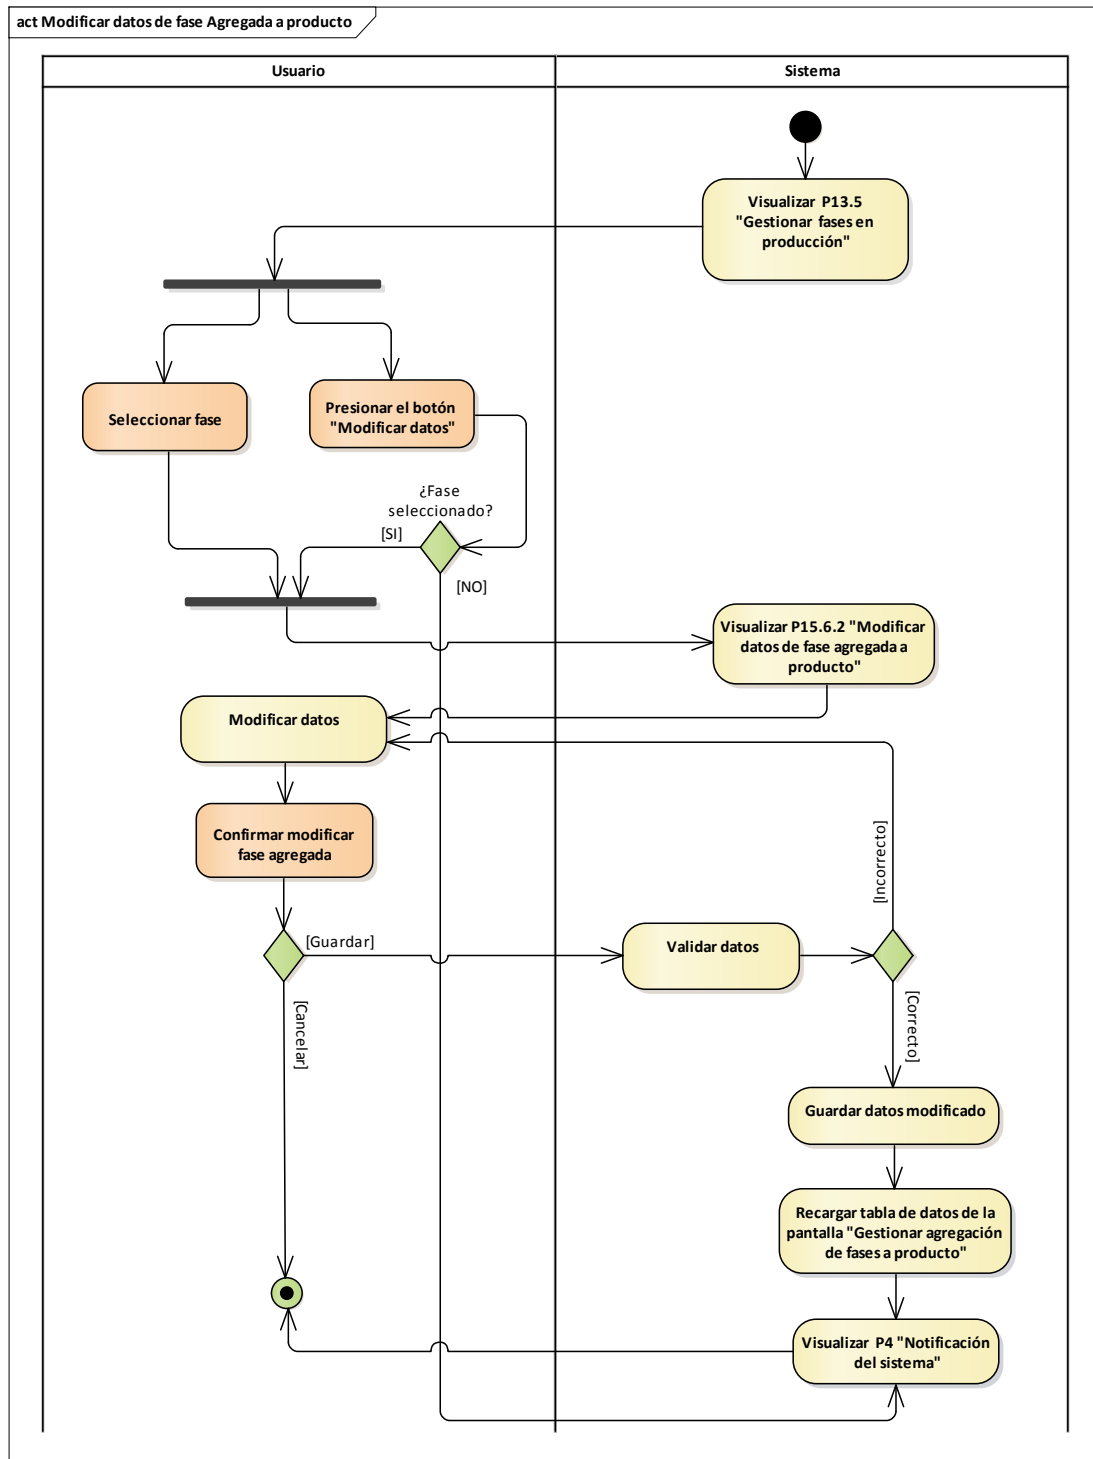 act Modificar datos de fase Agregada a producto
Usuario
Sistema
Visualizar P13.5
"Gestionar fases en
producción"
Seleccionar fase
Presionar el botón
"Modificar datos"
¿Fase
seleccionado?
[SI]
[NO]
Visualizar P15.6.2 "Modificar
datos de fase agregada a
producto"
Modificar datos
Confirmar modificar
fase agregada
[Incorrecto]
[Guardar]
Validar datos
[Cancelar]
[Correcto]
Guardar datos modificado
Recargar tabla de datos de la
pantalla "Gestionar agregación
de fases a producto"
Visualizar P4 "Notificación
del sistema"